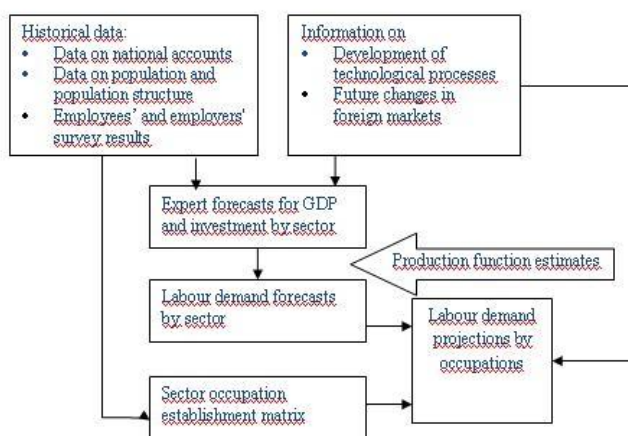 Historical data:
• Data on national accounts
• Data on population and
population structure
• Employees’ and employers'
survey results
Information on
• Development of
technological processes
• Future changes in
foreign markets
Expert forecasts for GDP
and investment by sector
Production function estimates
Labour demand forecasts
by sector
Labour demand
projections by
occupations
Sector occupation
establishment matrix